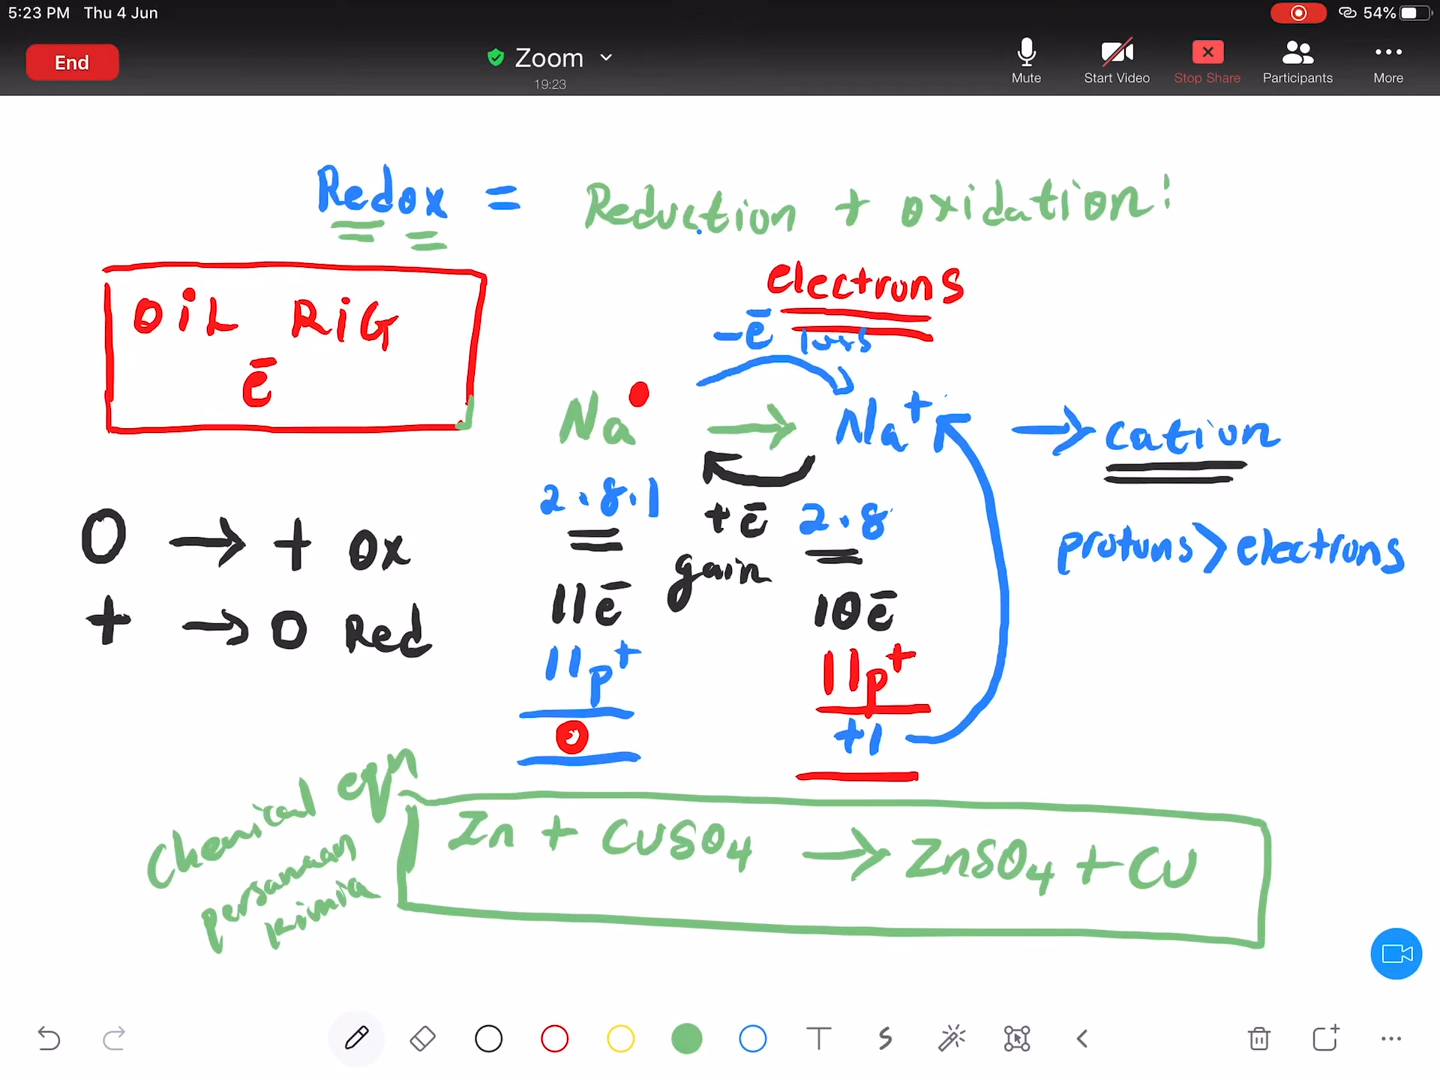 5:23 PM Thu 4 Jun
54%
End
Zoom
19:23
Mute
Start Video
Stop Share
Participants
More
Redox = Reduction + oxidation!
electrons
OIL RIG
ē
-ē loss
Na → Na⁺ → cation
2.8.1
+ē
gain
2.8
protons > electrons
O → + ox
+ → O Red
11ē
10ē
11p⁺
11p⁺
0
+1
Chemical eqn
persamaan
kimia
Zn + CuSO₄ → ZnSO₄ + Cu
T